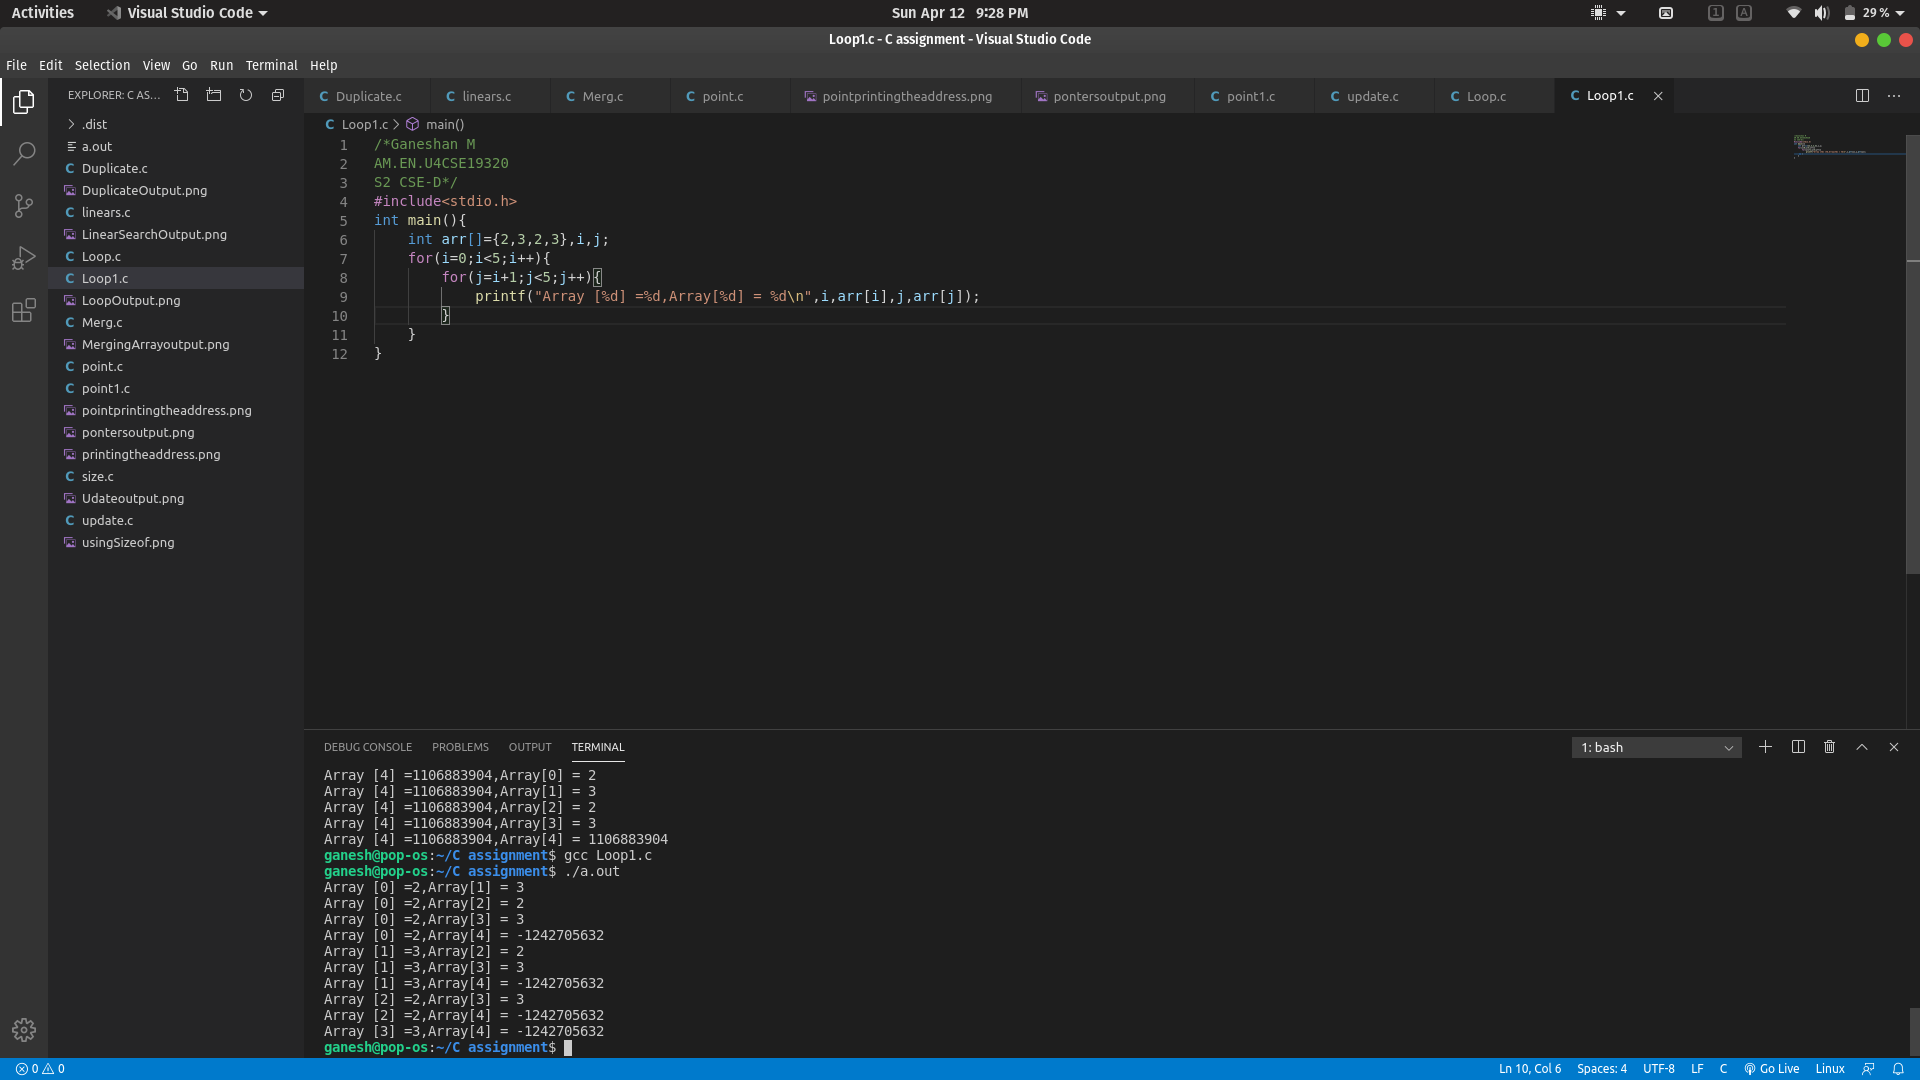 Activities Visual Studio Code Sun Apr 12 9:28 PM 1 A 29 %
Loop1.c - C assignment - Visual Studio Code
File Edit Selection View Go Run Terminal Help
EXPLORER: C AS...
.dist
a.out
Duplicate.c
DuplicateOutput.png
linears.c
LinearSearchOutput.png
Loop.c
Loop1.c
LoopOutput.png
Merg.c
MergingArrayoutput.png
point.c
point1.c
pointprintingtheaddress.png
pontersoutput.png
printingtheaddress.png
size.c
Udateoutput.png
update.c
usingSizeof.png
Duplicate.c linears.c Merg.c point.c pointprintingtheaddress.png pontersoutput.png point1.c update.c Loop.c Loop1.c
Loop1.c > main()
1 /*Ganeshan M
2 AM.EN.U4CSE19320
3 S2 CSE-D*/
4 #include<stdio.h>
5 int main(){
6 int arr[]={2,3,2,3},i,j;
7 for(i=0;i<5;i++){
8 for(j=i+1;j<5;j++){
9 printf("Array [%d] =%d,Array[%d] = %d\n",i,arr[i],j,arr[j]);
10 }
11 }
12 }
DEBUG CONSOLE PROBLEMS OUTPUT TERMINAL 1: bash
Array [4] =1106883904,Array[0] = 2
Array [4] =1106883904,Array[1] = 3
Array [4] =1106883904,Array[2] = 2
Array [4] =1106883904,Array[3] = 3
Array [4] =1106883904,Array[4] = 1106883904
ganesh@pop-os:~/C assignment$ gcc Loop1.c
ganesh@pop-os:~/C assignment$ ./a.out
Array [0] =2,Array[1] = 3
Array [0] =2,Array[2] = 2
Array [0] =2,Array[3] = 3
Array [0] =2,Array[4] = -1242705632
Array [1] =3,Array[2] = 2
Array [1] =3,Array[3] = 3
Array [1] =3,Array[4] = -1242705632
Array [2] =2,Array[3] = 3
Array [2] =2,Array[4] = -1242705632
Array [3] =3,Array[4] = -1242705632
ganesh@pop-os:~/C assignment$
0 0 Ln 10, Col 6 Spaces: 4 UTF-8 LF C Go Live Linux